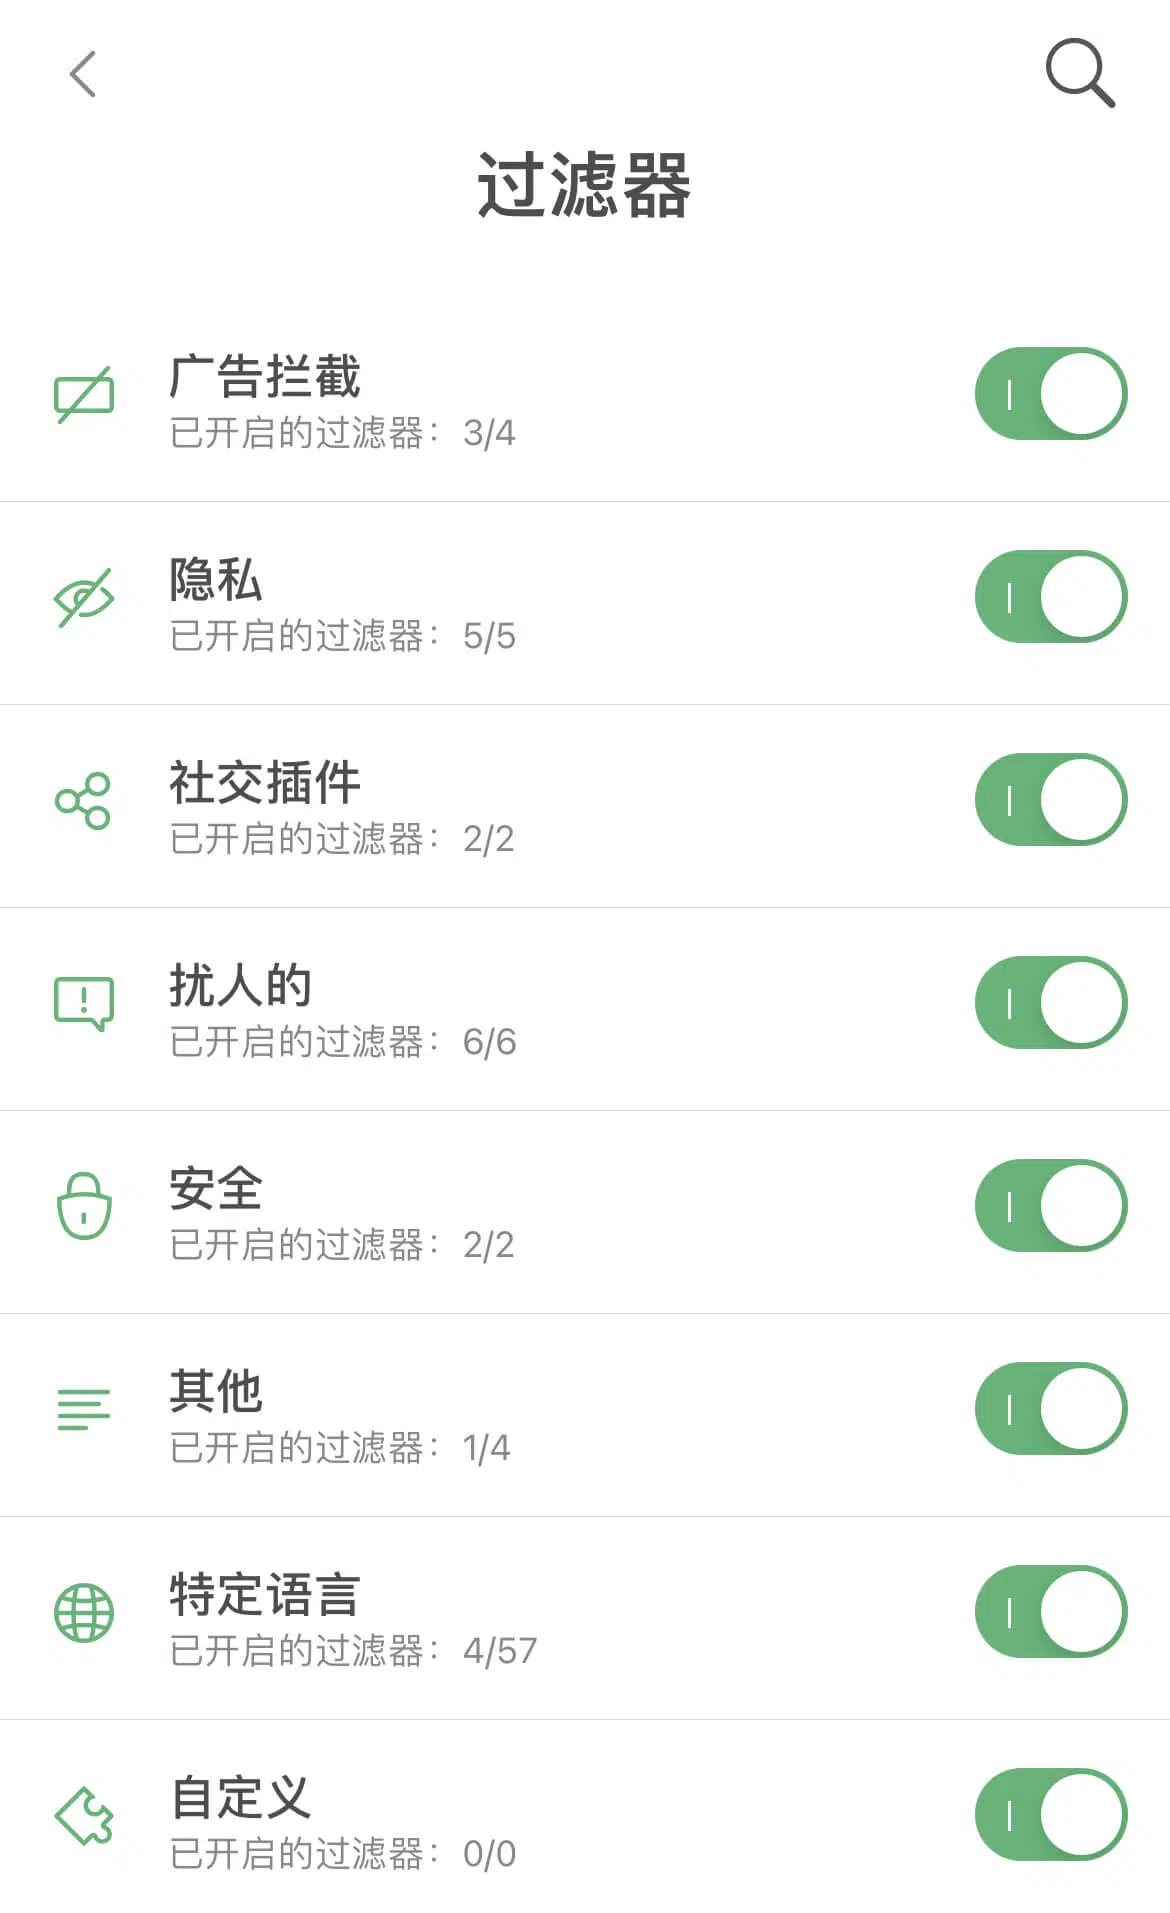 过滤器
广告拦截
已开启的过滤器：3/4
隐私
已开启的过滤器：5/5
社交插件
已开启的过滤器：2/2
扰人的
已开启的过滤器：6/6
安全
已开启的过滤器：2/2
其他
已开启的过滤器：1/4
特定语言
已开启的过滤器：4/57
自定义
已开启的过滤器：0/0